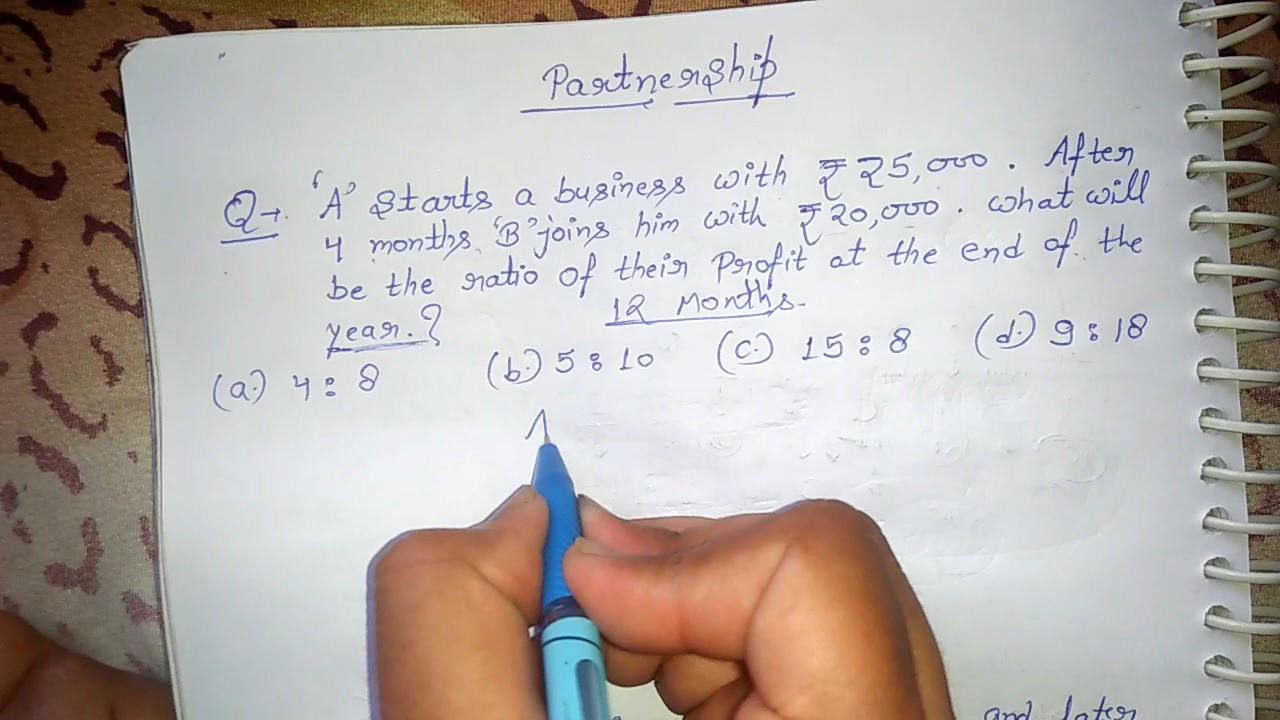 Partnership
Q→. 'A' Starts a business with ₹25,000. After
4 months 'B' joins him with ₹20,000. what will
be the ratio of their Profit at the end of the
year.? 12 Months.
(a.) 4:8 (b.) 5:10 (c.) 15:8 (d.) 9:18
A
and later